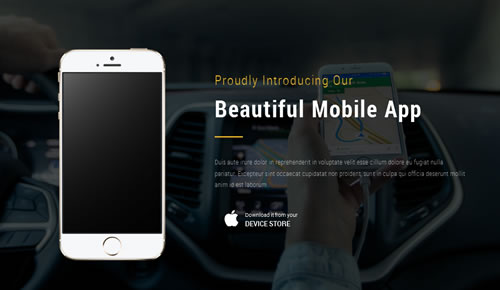 Proudly Introducing Our
Beautiful Mobile App
Duis aute irure dolor in reprehenderit in voluptate velit esse cillum dolore eu fugiat nulla
pariatur. Excepteur sint occaecat cupidatat non proident, sunt in culpa qui officia deserunt mollit
anim id est laborum.
Download it from your
DEVICE STORE